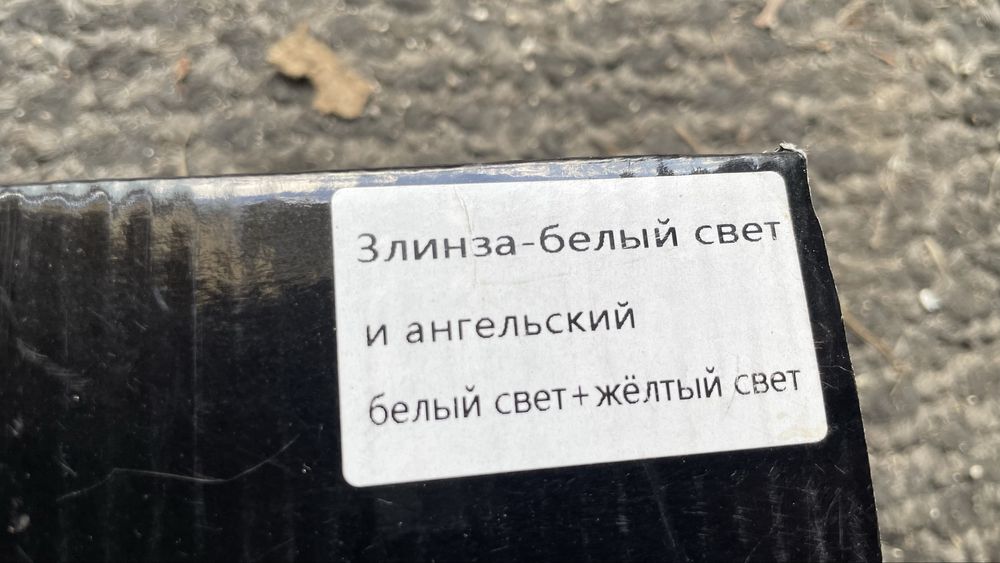 3линза-белый свет
и ангельский
белый свет+жёлтый свет